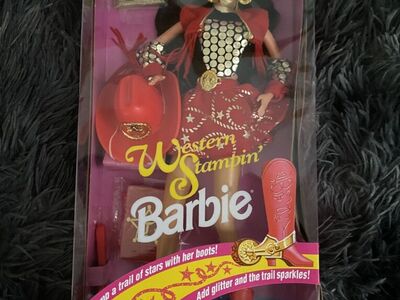 Western
Stampin'
Barbie
a trail of stars with her boots!
Add glitter and the trail sparkles!